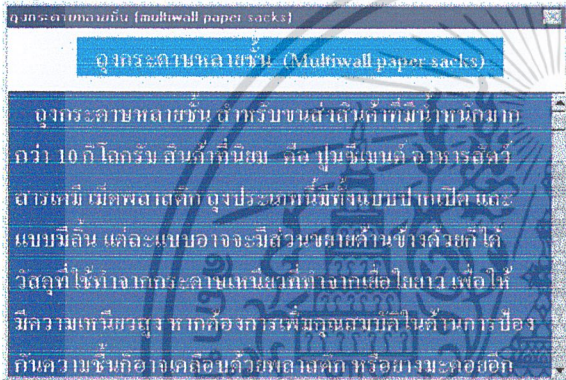 ถุงกระดาษหลายชั้น (multiwall paper sacks)
ถุงกระดาษหลายชั้น (Multiwall paper sacks)
ถุงกระดาษหลายชั้น สำหรับขนส่งสินค้าที่มีน้ำหนักมาก
กว่า 10 กิโลกรัม สินค้าที่นิยม คือ ปูนซีเมนต์ อาหารสัตว์
สารเคมี เม็ดพลาสติก ถุงประเภทนี้มีทั้งแบบปากเปิด และ
แบบมีลิ้น แต่ละแบบอาจจะมีส่วนขยายด้านข้างด้วยก็ได้
วัสดุที่ใช้ทำจากกระดาษเหนียวที่ทำจากเยื่อใยยาว เพื่อให้
มีความเหนียวสูง หากต้องการเพิ่มคุณสมบัติในด้านการป้อง
กันความชื้นก็อาจเคลือบด้วยพลาสติก หรือยางมะตอยอีก